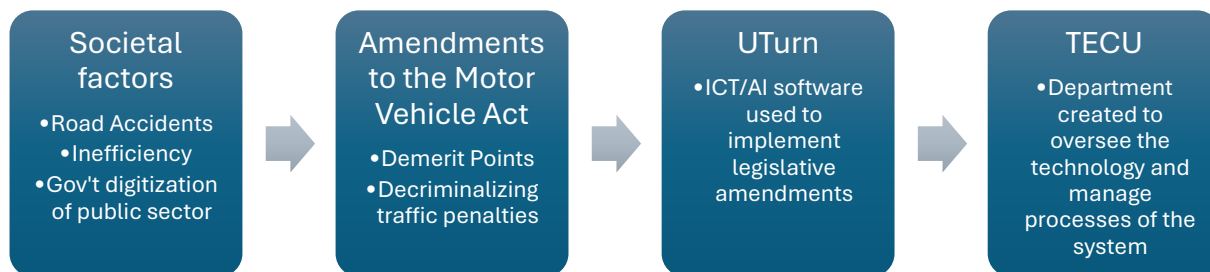 Societal
factors
•Road Accidents
•Inefficiency
•Gov't digitization
of public sector
Amendments
to the Motor
Vehicle Act
•Demerit Points
•Decriminalizing
traffic penalties
UTurn
•ICT/AI software
used to
implement
legislative
amendments
TECU
•Department
created to
oversee the
technology and
manage
processes of the
system